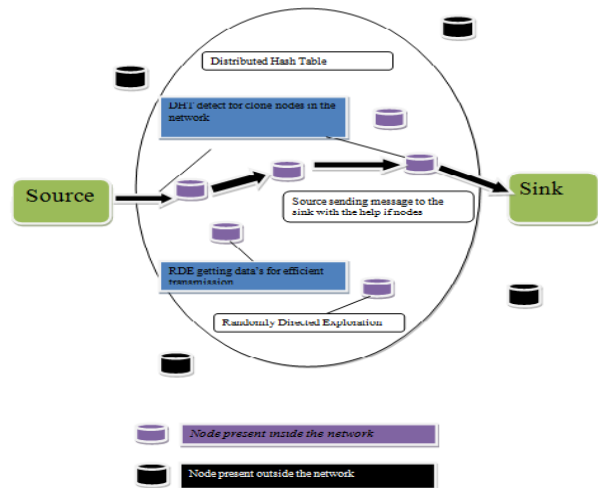 Distributed Hash Table
DHT detect for clone nodes in the
network
Source
Sink
Source sending message to the
sink with the help if nodes
RDE getting data's for efficient
transmission
Randomly Directed Exploration
Node present inside the network
Node present outside the network